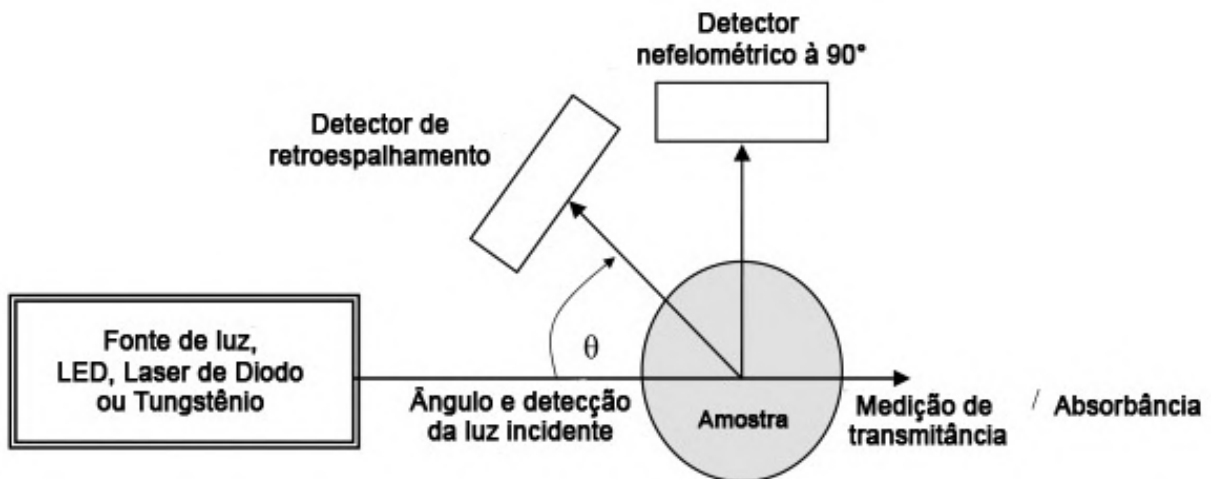 Detector
nefelométrico à 90°
Detector de
retroespalhamento
Fonte de luz,
LED, Laser de Diodo
ou Tungstênio
θ
Ângulo e detecção
da luz incidente
Amostra
Medição de
transmitância
/ Absorbância